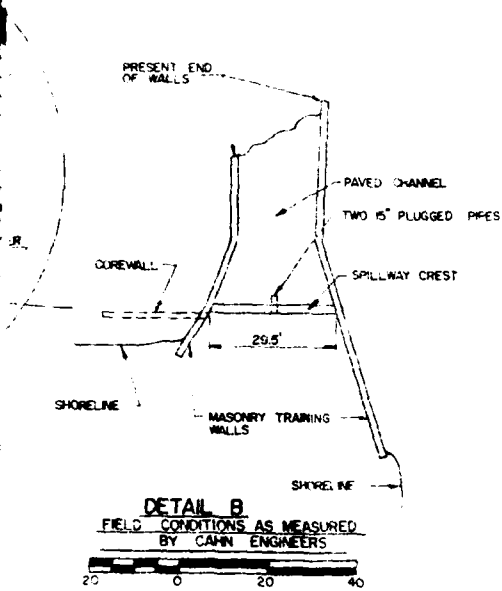 PRESENT END
OF WALLS
PAVED CHANNEL
TWO 15" PLUGGED PIPES
COREWALL
SPILLWAY CREST
29.5'
SHORELINE
MASONRY TRAINING
WALLS
SHORELINE
DETAIL B
FIELD CONDITIONS AS MEASURED
BY CAHN ENGINEERS
20 0 20 40